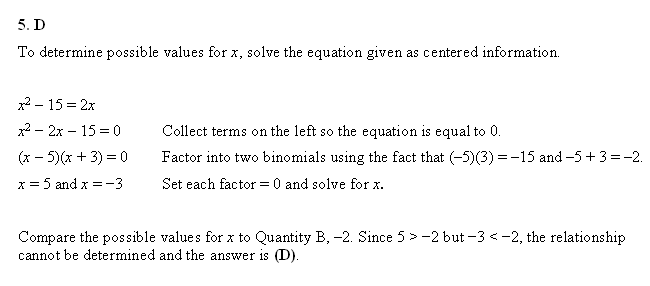 5. D
To determine possible values for x, solve the equation given as centered information.
x² – 15 = 2x
x² – 2x – 15 = 0 Collect terms on the left so the equation is equal to 0.
(x – 5)(x + 3) = 0 Factor into two binomials using the fact that (–5)(3) = –15 and –5 + 3 = –2.
x = 5 and x = –3 Set each factor = 0 and solve for x.
Compare the possible values for x to Quantity B, –2. Since 5 > –2 but –3 < –2, the relationship
cannot be determined and the answer is (D).